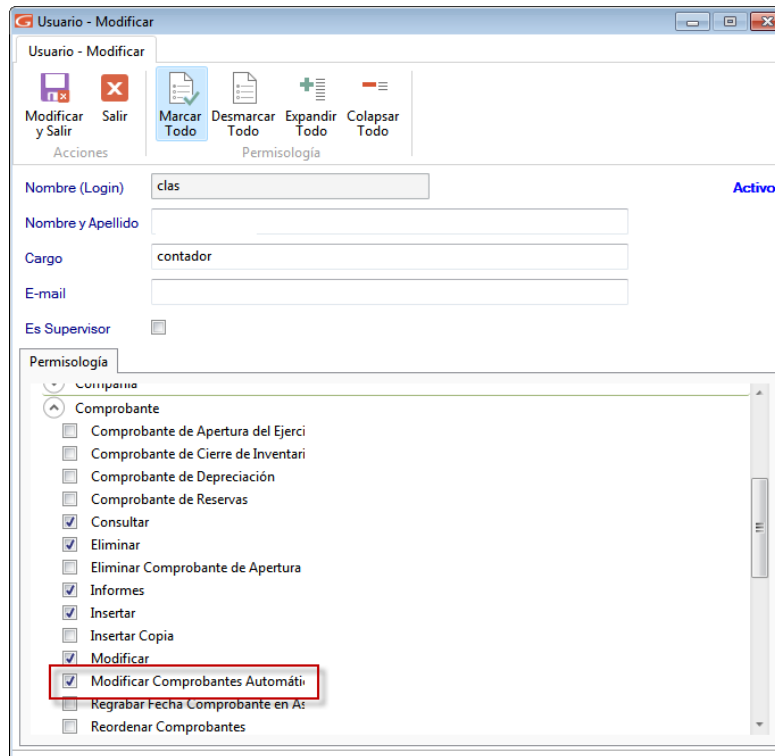 Usuario - Modificar
Usuario - Modificar
Modificar y Salir
Salir
Marcar Todo
Desmarcar Todo
Expandir Todo
Colapsar Todo
Acciones
Permisología
Nombre (Login) clas Activo
Nombre y Apellido
Cargo contador
E-mail
Es Supervisor
Permisología
Compañia
Comprobante
Comprobante de Apertura del Ejerci
Comprobante de Cierre de Inventari
Comprobante de Depreciación
Comprobante de Reservas
Consultar
Eliminar
Eliminar Comprobante de Apertura
Informes
Insertar
Insertar Copia
Modificar
Modificar Comprobantes Automáti
Regrabar Fecha Comprobante en As
Reordenar Comprobantes